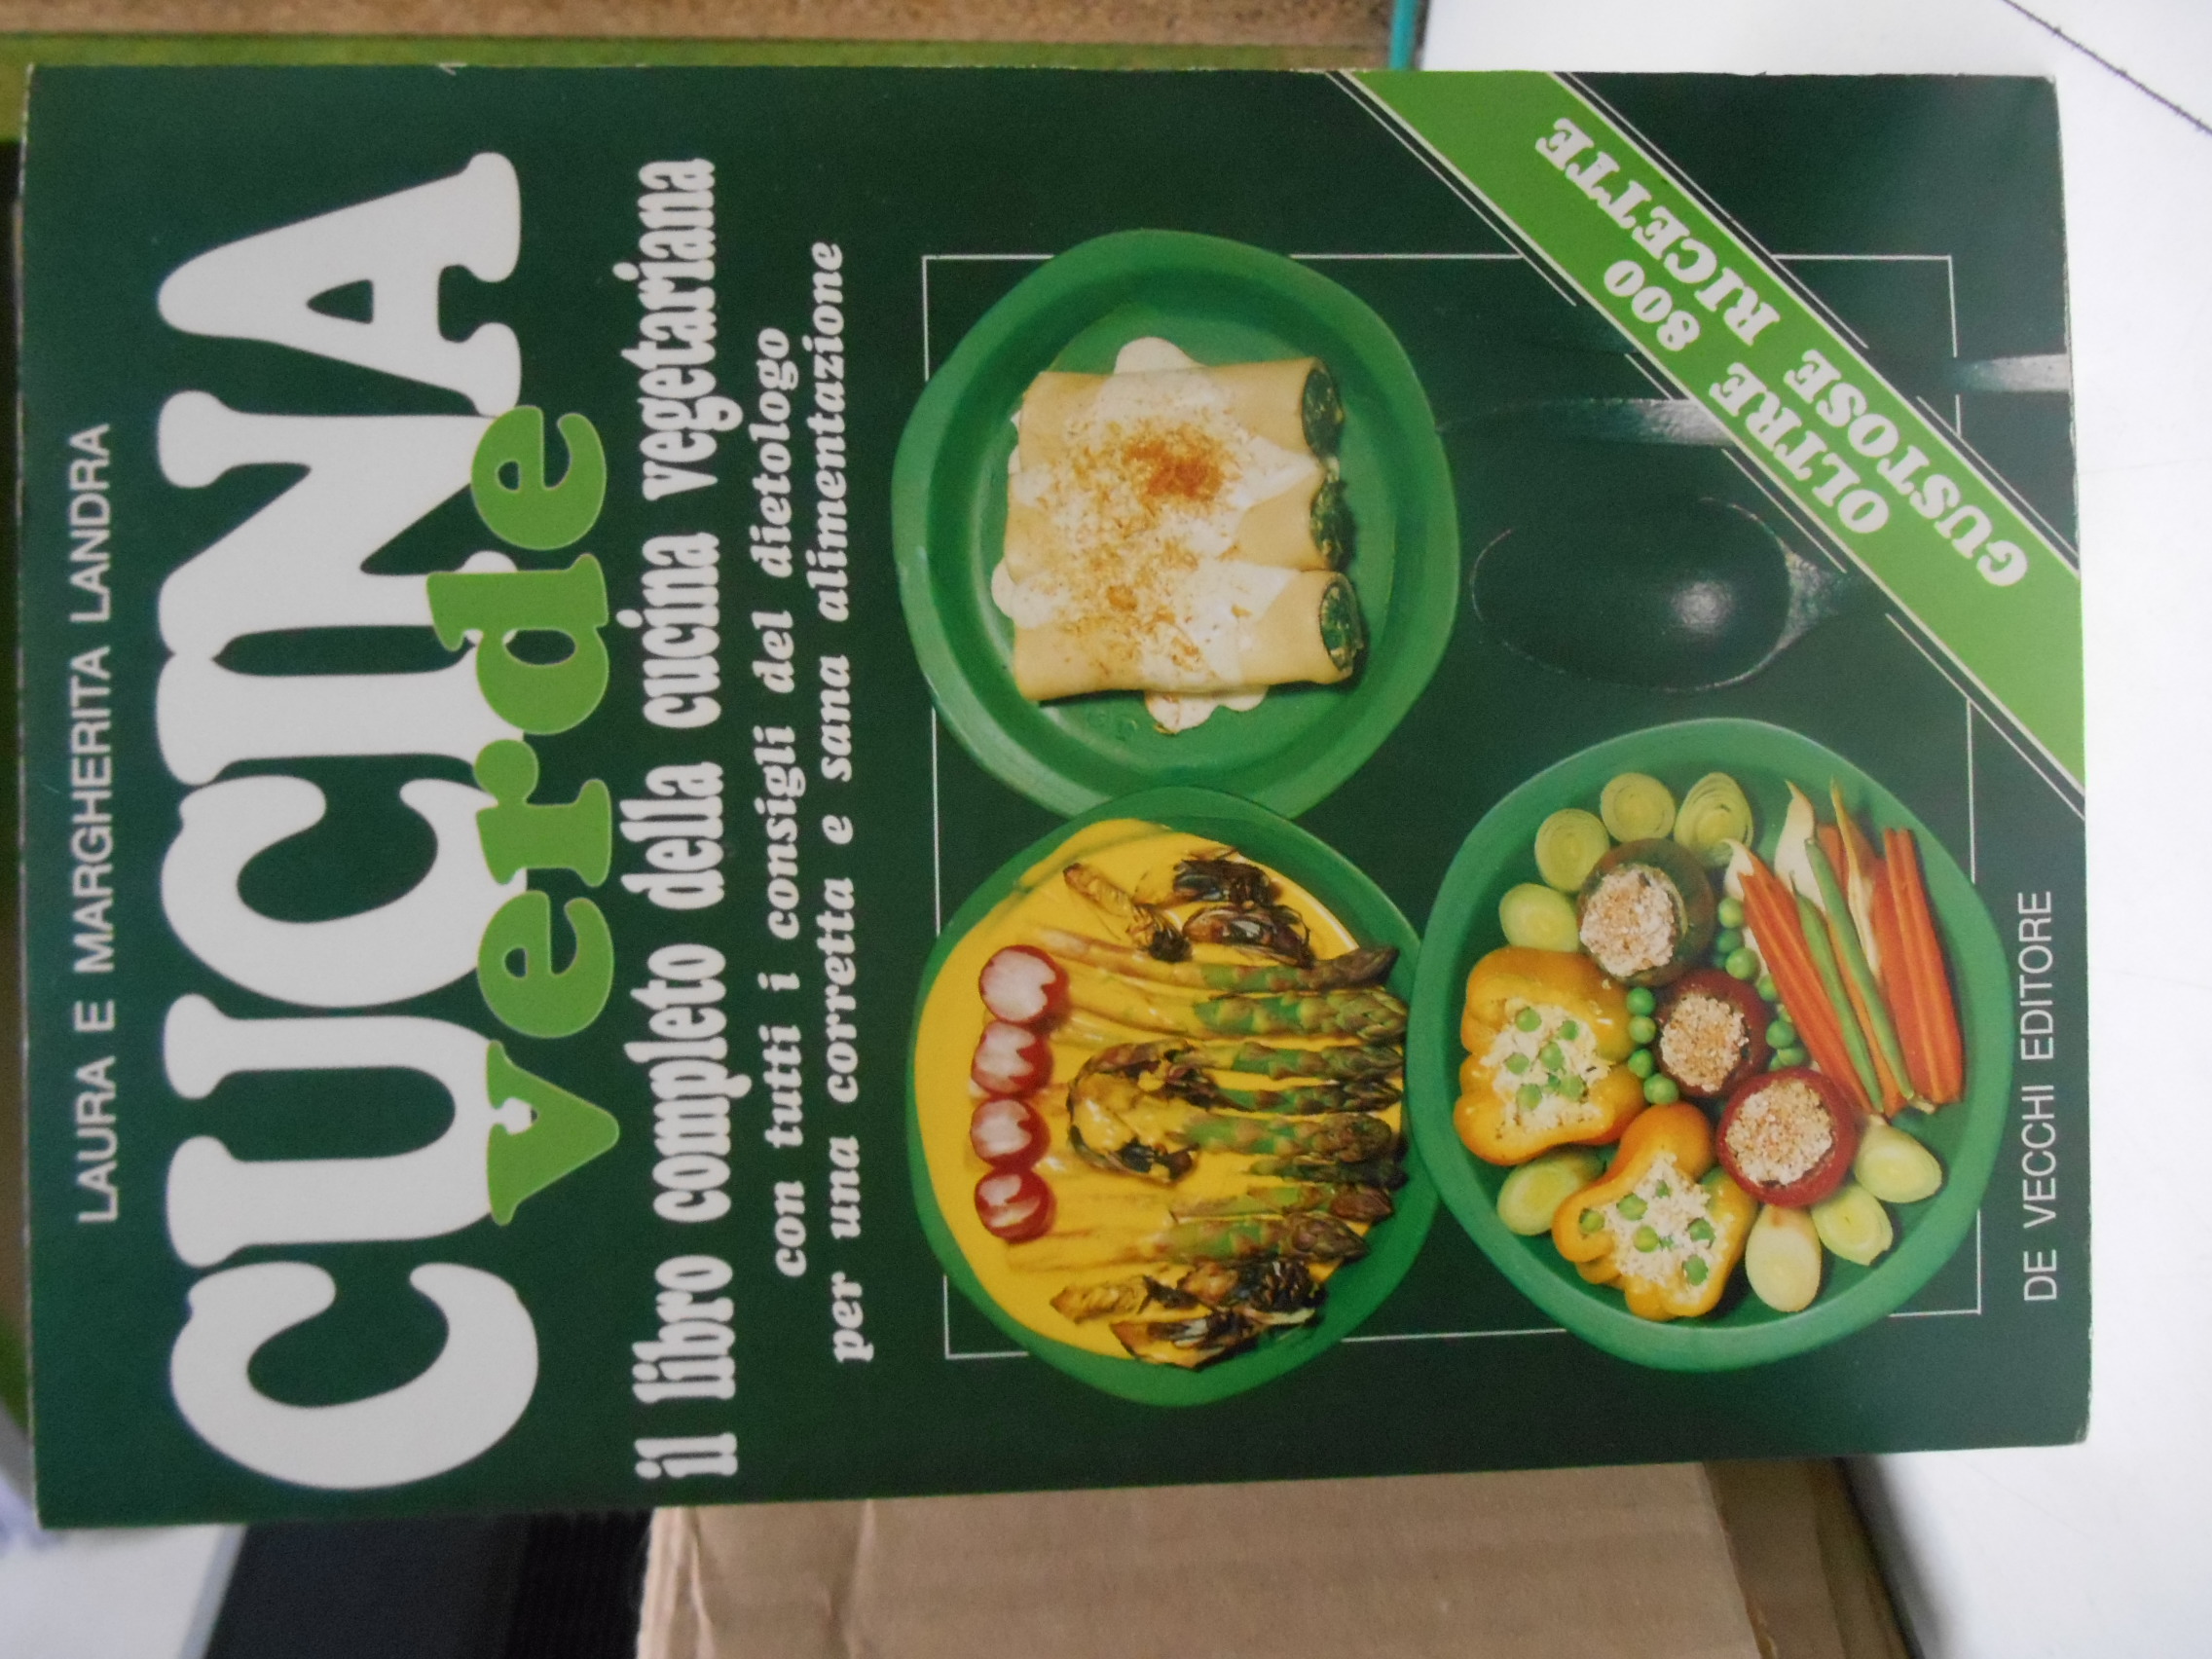 LAURA E MARGHERITA LANDRA
CUCINA
verde
il libro completo della cucina vegetariana
con tutti i consigli del dietologo
per una corretta e sana alimentazione
OLTRE 800
GUSTOSE RICETTE
DE VECCHI EDITORE